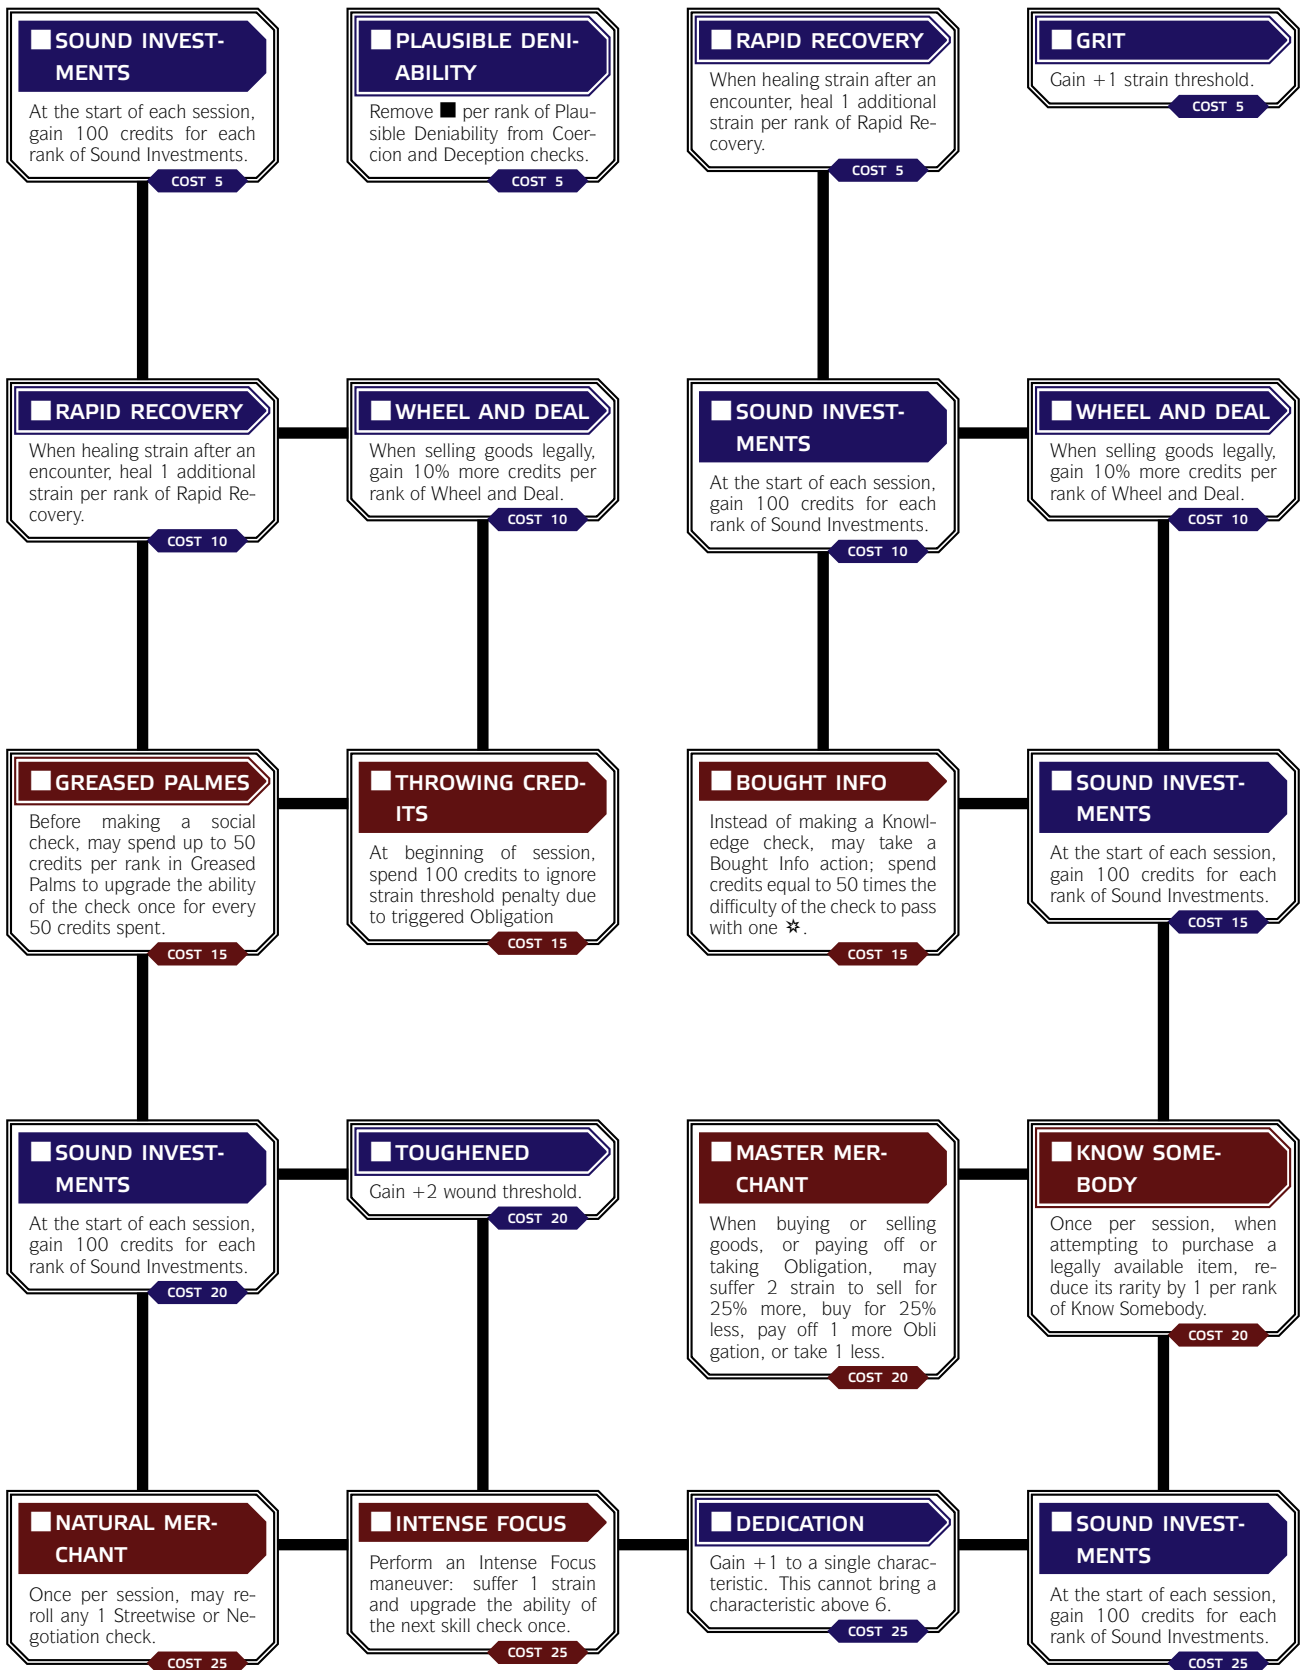 SOUND INVEST-
MENTS
At the start of each session,
gain 100 credits for each
rank of Sound Investments.
COST 5
PLAUSIBLE DENI-
ABILITY
Remove ■ per rank of Plau-
sible Deniability from Coer-
cion and Deception checks.
COST 5
RAPID RECOVERY
When healing strain after an
encounter, heal 1 additional
strain per rank of Rapid Re-
covery.
COST 5
GRIT
Gain +1 strain threshold.
COST 5
RAPID RECOVERY
When healing strain after an
encounter, heal 1 additional
strain per rank of Rapid Re-
covery.
COST 10
WHEEL AND DEAL
When selling goods legally,
gain 10% more credits per
rank of Wheel and Deal.
COST 10
SOUND INVEST-
MENTS
At the start of each session,
gain 100 credits for each
rank of Sound Investments.
COST 10
WHEEL AND DEAL
When selling goods legally,
gain 10% more credits per
rank of Wheel and Deal.
COST 10
GREASED PALMES
Before making a social
check, may spend up to 50
credits per rank in Greased
Palms to upgrade the ability
of the check once for every
50 credits spent.
COST 15
THROWING CRED-
ITS
At beginning of session,
spend 100 credits to ignore
strain threshold penalty due
to triggered Obligation
COST 15
BOUGHT INFO
Instead of making a Knowl-
edge check, may take a
Bought Info action; spend
credits equal to 50 times the
difficulty of the check to pass
with one ✲.
COST 15
SOUND INVEST-
MENTS
At the start of each session,
gain 100 credits for each
rank of Sound Investments.
COST 15
SOUND INVEST-
MENTS
At the start of each session,
gain 100 credits for each
rank of Sound Investments.
COST 20
TOUGHENED
Gain +2 wound threshold.
COST 20
MASTER MER-
CHANT
When buying or selling
goods, or paying off or
taking Obligation, may
suffer 2 strain to sell for
25% more, buy for 25%
less, pay off 1 more Obli
gation, or take 1 less.
COST 20
KNOW SOME-
BODY
Once per session, when
attempting to purchase a
legally available item, re-
duce its rarity by 1 per rank
of Know Somebody.
COST 20
NATURAL MER-
CHANT
Once per session, may re-
roll any 1 Streetwise or Ne-
gotiation check.
COST 25
INTENSE FOCUS
Perform an Intense Focus
maneuver: suffer 1 strain
and upgrade the ability of
the next skill check once.
COST 25
DEDICATION
Gain +1 to a single charac-
teristic. This cannot bring a
characteristic above 6.
COST 25
SOUND INVEST-
MENTS
At the start of each session,
gain 100 credits for each
rank of Sound Investments.
COST 25